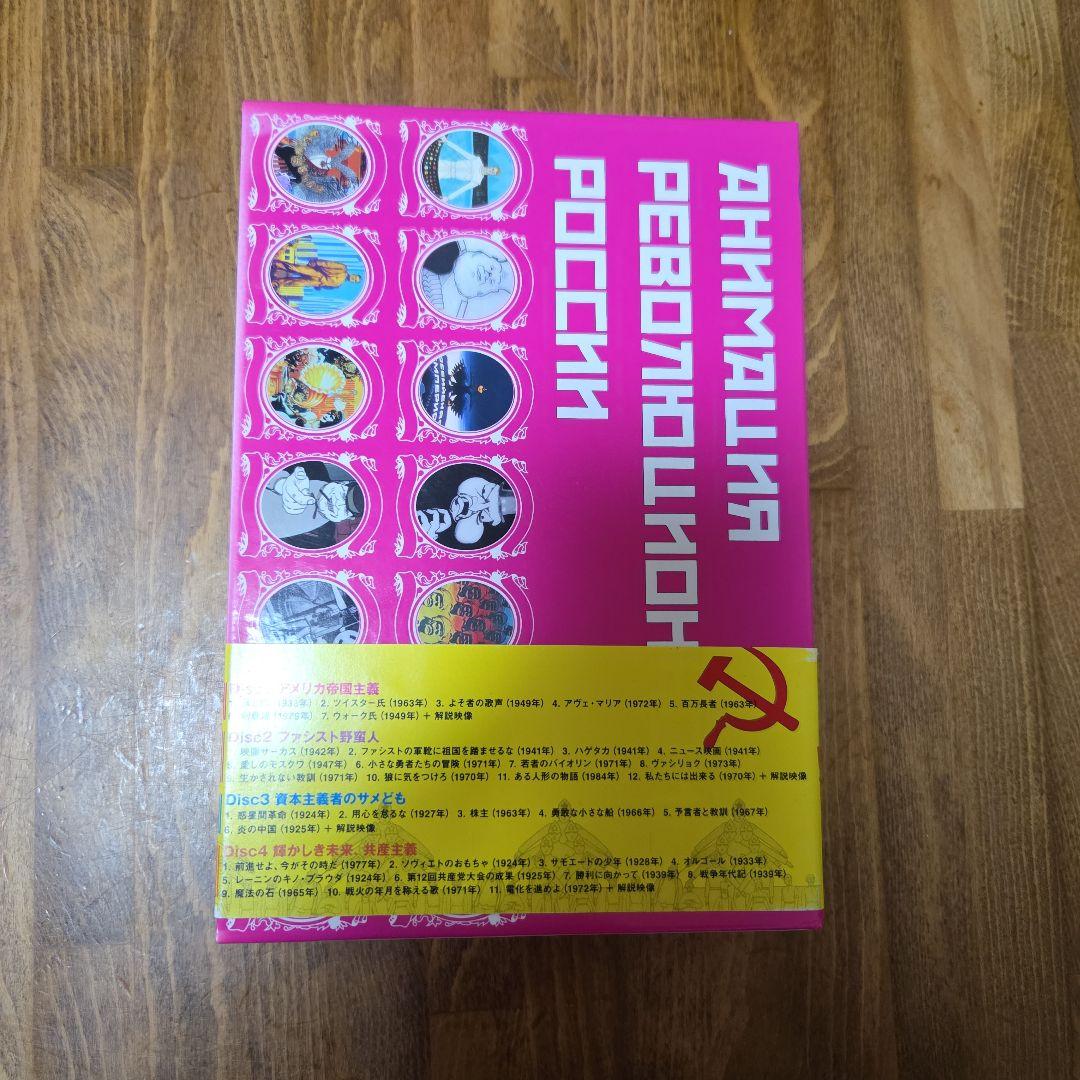 АНИМАЦИЯ
РЕВОЛЮЦИОН
РОССИИ
アメリカ帝国主義
2. ツイスター氏（1963年） 3. よそ者の歌声（1949年） 4. アヴェ・マリア（1972年） 5. 百万長者（1963年）
7. ウォーク氏（1949年）＋ 解説映像
Disc2 ファシスト野蛮人
1. 映画サーカス（1942年） 2. ファシストの軍靴に祖国を踏ませるな（1941年） 3. ハゲタカ（1941年） 4. ニュース映画（1941年）
5. 愛しのモスクワ（1947年） 6. 小さな勇者たちの冒険（1971年） 7. 若者のバイオリン（1971年） 8. ヴァシリョク（1973年）
9. 生かされない教訓（1971年） 10. 狼に気をつけろ（1970年） 11. ある人形の物語（1984年） 12. 私たちには出来る（1970年）＋ 解説映像
Disc3 資本主義者のサメども
1. 惑星間革命（1924年） 2. 用心を怠るな（1927年） 3. 株主（1963年） 4. 勇敢な小さな船（1966年） 5. 予言者と教訓（1967年）
6. 炎の中国（1925年）＋ 解説映像
Disc4 輝かしき未来、共産主義
1. 前進せよ、今がその時だ（1977年） 2. ソヴィエトのおもちゃ（1924年） 3. サモエードの少年（1928年） 4. オルゴール（1933年）
5. レーニンのキノ・プラウダ（1924年） 6. 第12回共産党大会の成果（1925年） 7. 勝利に向かって（1939年） 8. 戦争年代記（1939年）
9. 魔法の石（1965年） 10. 戦火の年月を称える歌（1971年） 11. 電化を進めよ（1972年）＋ 解説映像